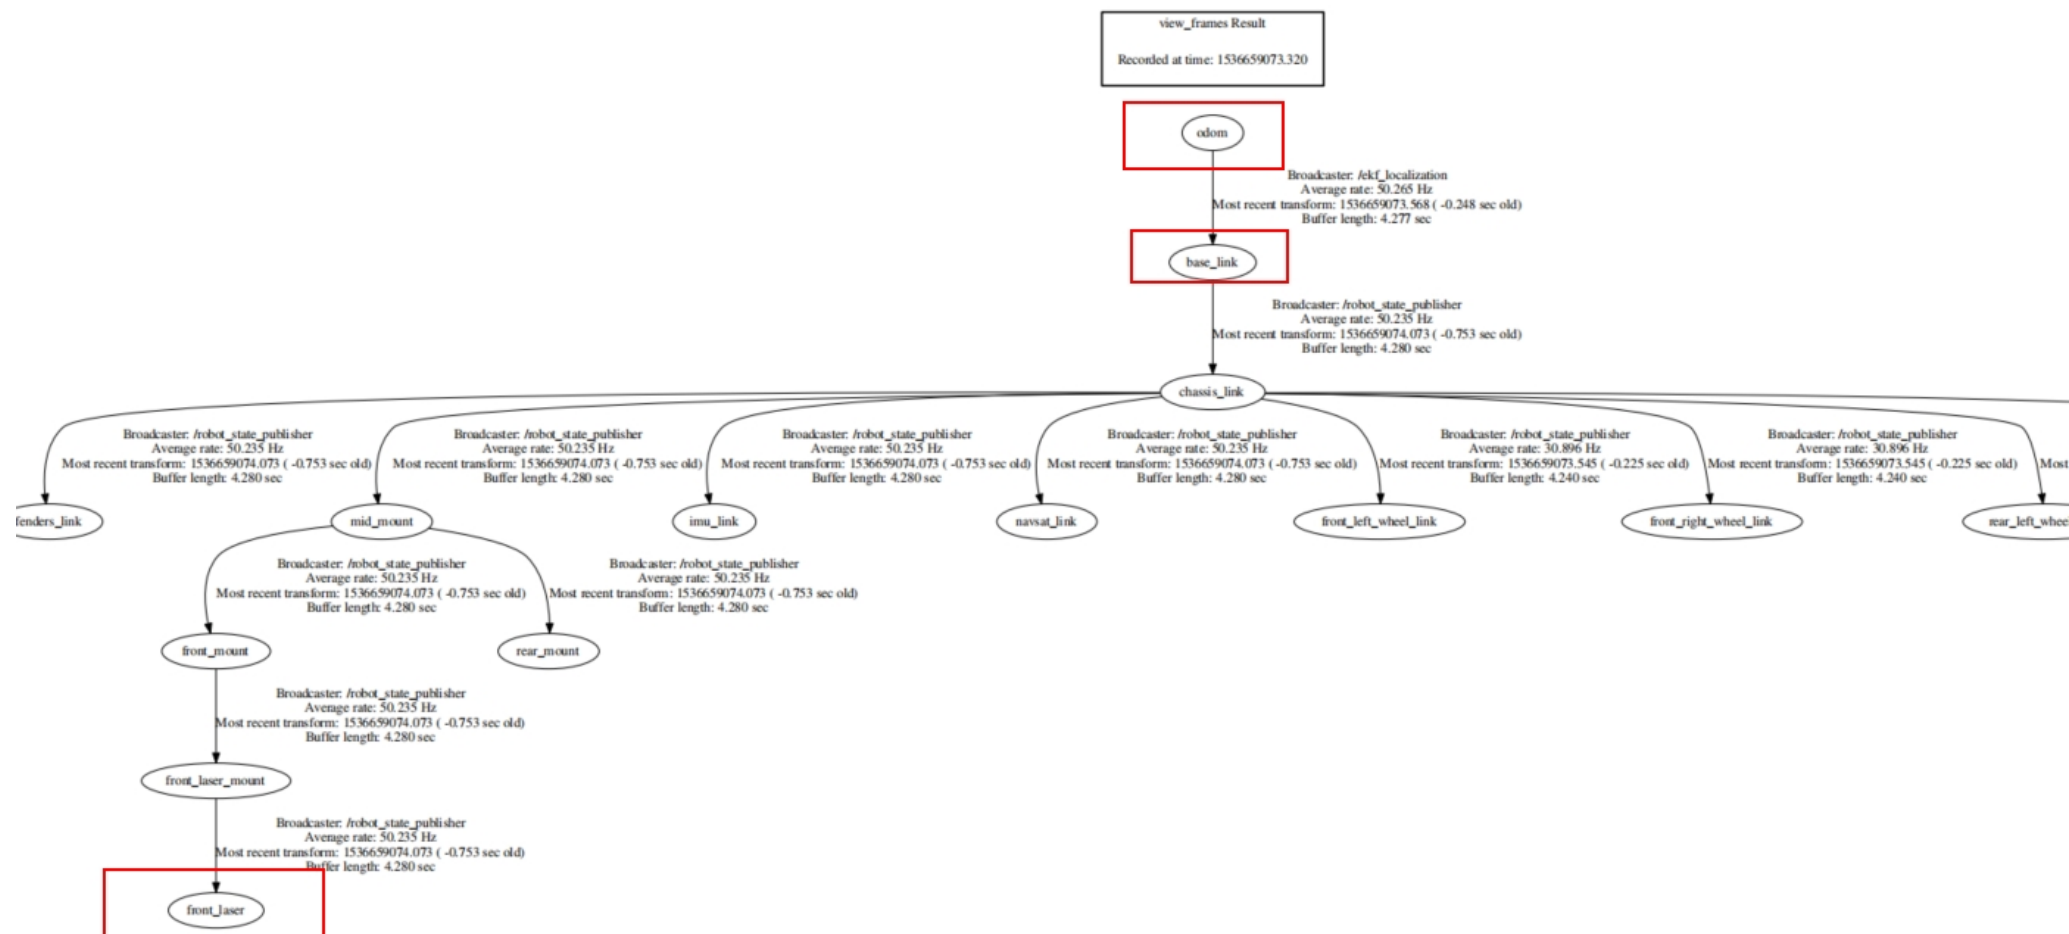 view_frames Result
Recorded at time: 1536659073.320
odom
Broadcaster: /ekf_localization
Average rate: 50.265 Hz
Most recent transform: 1536659073.568 ( -0.248 sec old)
Buffer length: 4.277 sec
base_link
Broadcaster: /robot_state_publisher
Average rate: 50.235 Hz
Most recent transform: 1536659074.073 ( -0.753 sec old)
Buffer length: 4.280 sec
chassis_link
Broadcaster: /robot_state_publisher
Average rate: 50.235 Hz
Most recent transform: 1536659074.073 ( -0.753 sec old)
Buffer length: 4.280 sec
Broadcaster: /robot_state_publisher
Average rate: 50.235 Hz
Most recent transform: 1536659074.073 ( -0.753 sec old)
Buffer length: 4.280 sec
Broadcaster: /robot_state_publisher
Average rate: 50.235 Hz
Most recent transform: 1536659074.073 ( -0.753 sec old)
Buffer length: 4.280 sec
Broadcaster: /robot_state_publisher
Average rate: 50.235 Hz
Most recent transform: 1536659074.073 ( -0.753 sec old)
Buffer length: 4.280 sec
Broadcaster: /robot_state_publisher
Average rate: 30.896 Hz
Most recent transform: 1536659073.545 ( -0.225 sec old)
Buffer length: 4.240 sec
Broadcaster: /robot_state_publisher
Average rate: 30.896 Hz
Most recent transform: 1536659073.545 ( -0.225 sec old)
Buffer length: 4.240 sec
Most
fenders_link
mid_mount
imu_link
navsat_link
front_left_wheel_link
front_right_wheel_link
rear_left_whee
Broadcaster: /robot_state_publisher
Average rate: 50.235 Hz
Most recent transform: 1536659074.073 ( -0.753 sec old)
Buffer length: 4.280 sec
Broadcaster: /robot_state_publisher
Average rate: 50.235 Hz
Most recent transform: 1536659074.073 ( -0.753 sec old)
Buffer length: 4.280 sec
front_mount
rear_mount
Broadcaster: /robot_state_publisher
Average rate: 50.235 Hz
Most recent transform: 1536659074.073 ( -0.753 sec old)
Buffer length: 4.280 sec
front_laser_mount
Broadcaster: /robot_state_publisher
Average rate: 50.235 Hz
Most recent transform: 1536659074.073 ( -0.753 sec old)
Buffer length: 4.280 sec
front_laser